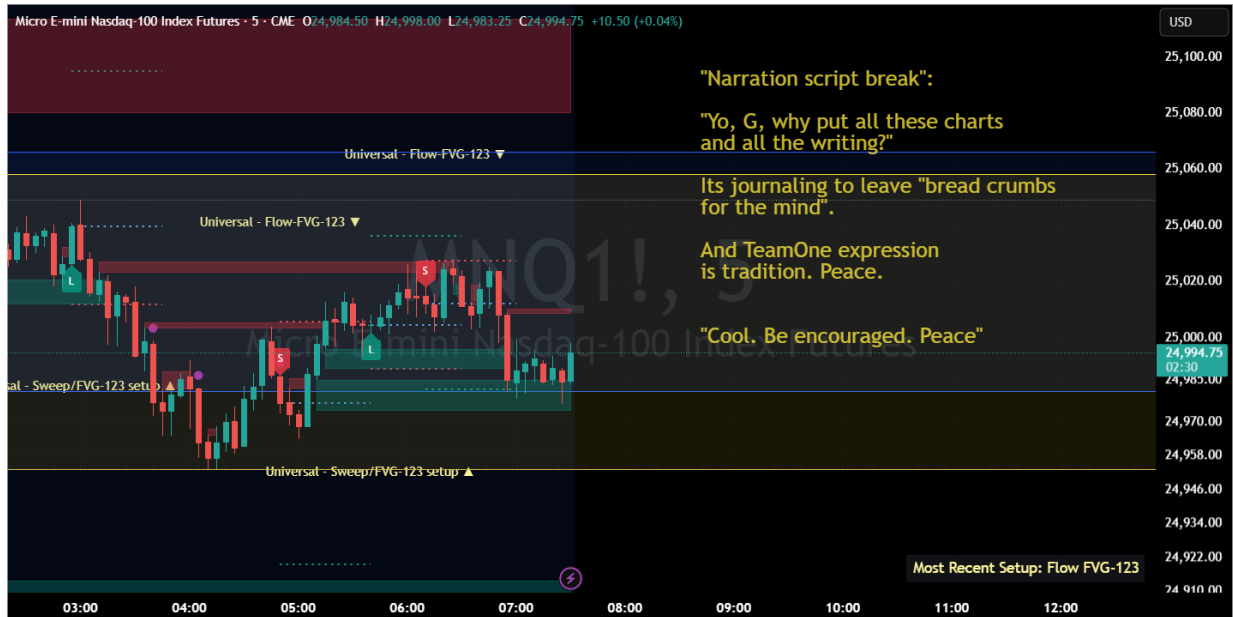 Micro E-mini Nasdaq-100 Index Futures · 5 · CME O24,984.50 H24,998.00 L24,983.25 C24,994.75 +10.50 (+0.04%)
USD
25,100.00
"Narration script break":
25,080.00
"Yo, G, why put all these charts
and all the writing?"
Universal - Flow-FVG-123 ▼
25,060.00
Its journaling to leave "bread crumbs
for the mind".
Universal - Flow-FVG-123 ▼
25,040.00
And TeamOne expression
is tradition. Peace.
MNQ1!, 5
S
L
25,020.00
"Cool. Be encouraged. Peace"
25,000.00
Micro E-mini Nasdaq-100 Index Futures
L
S
24,994.75
02:30
24,985.00
sal - Sweep/FVG-123 setup ▲
24,970.00
24,958.00
Universal - Sweep/FVG-123 setup ▲
24,946.00
24,934.00
24,922.00
Most Recent Setup: Flow FVG-123
24,910.00
03:00 04:00 05:00 06:00 07:00 08:00 09:00 10:00 11:00 12:00